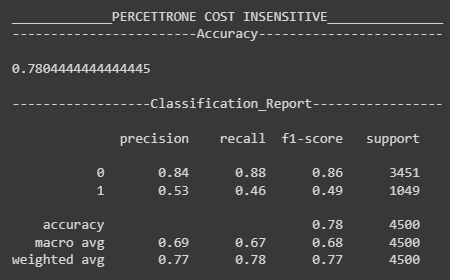 ____________PERCETTRONE COST INSENSITIVE______________
------------------------Accuracy------------------------
0.7804444444444445
------------------Classification_Report-----------------
precision recall f1-score support
0 0.84 0.88 0.86 3451
1 0.53 0.46 0.49 1049
accuracy 0.78 4500
macro avg 0.69 0.67 0.68 4500
weighted avg 0.77 0.78 0.77 4500